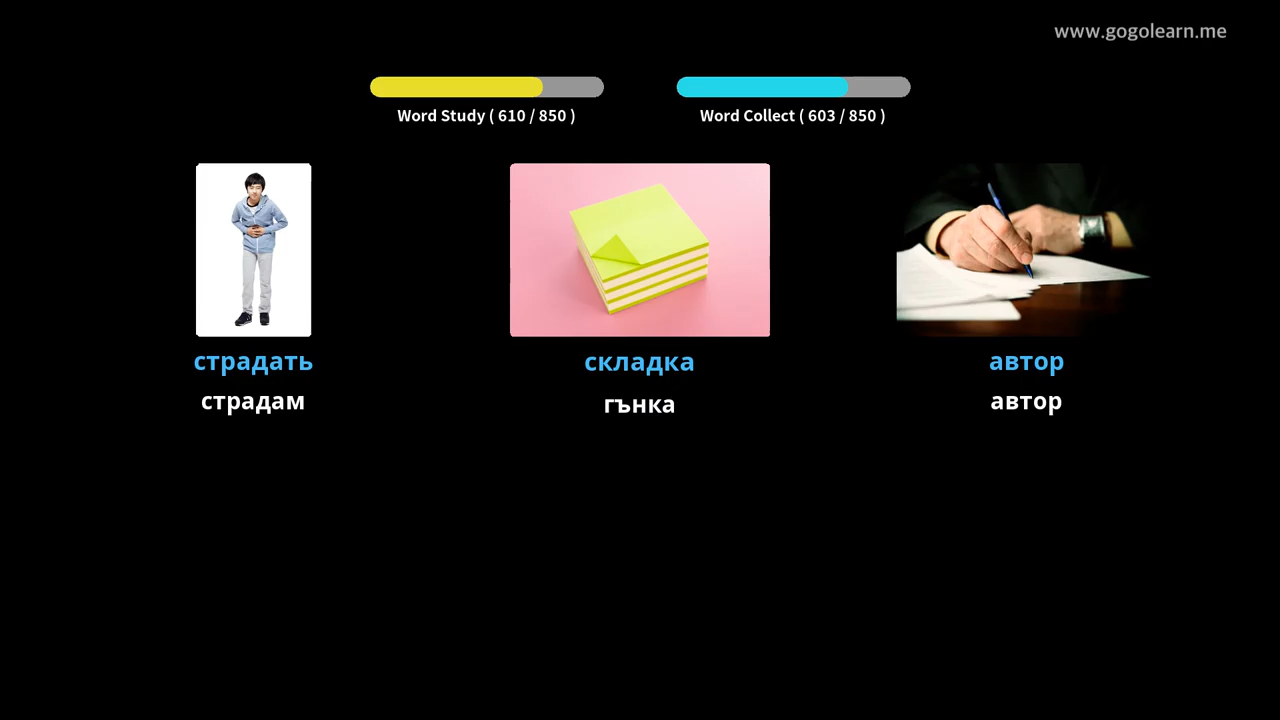 www.gogolearn.me
Word Study ( 610 / 850 )
Word Collect ( 603 / 850 )
страдать
страдам
складка
гънка
автор
автор